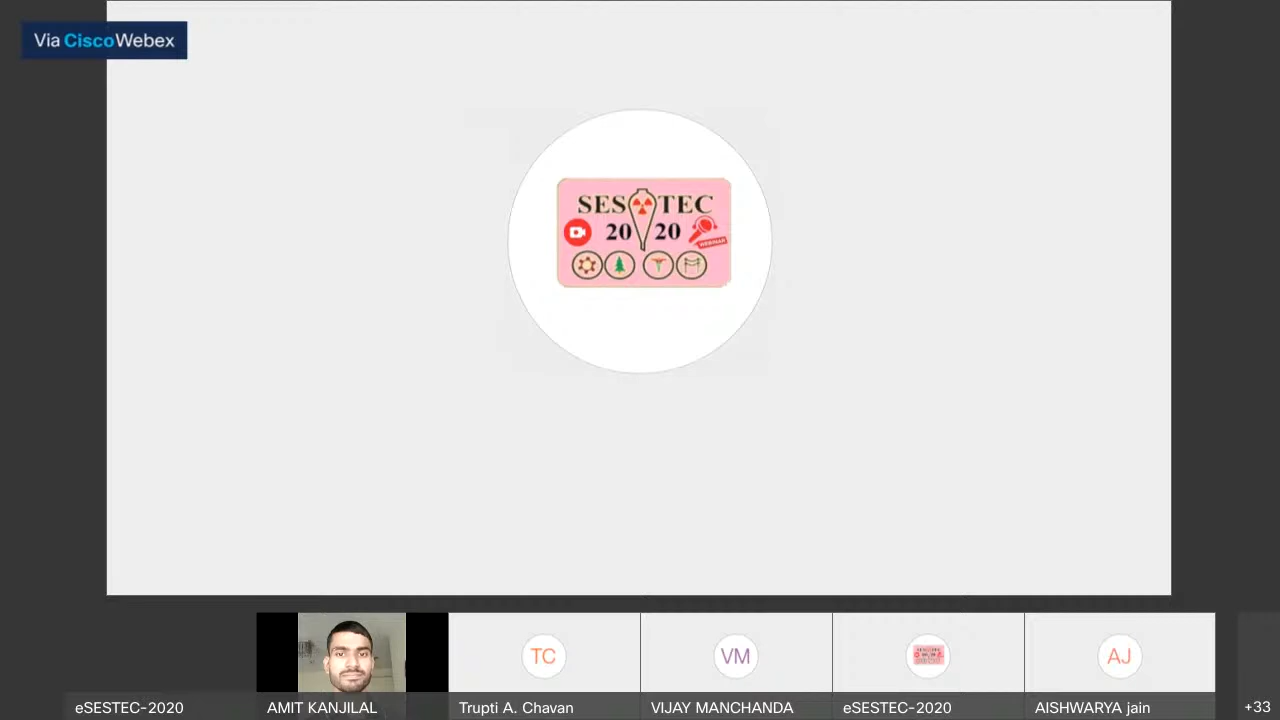 Via CiscoWebex
SES TEC
20 20
WEBINAR
TC
VM
AJ
eSESTEC-2020
AMIT KANJILAL
Trupti A. Chavan
VIJAY MANCHANDA
eSESTEC-2020
AISHWARYA jain
+33